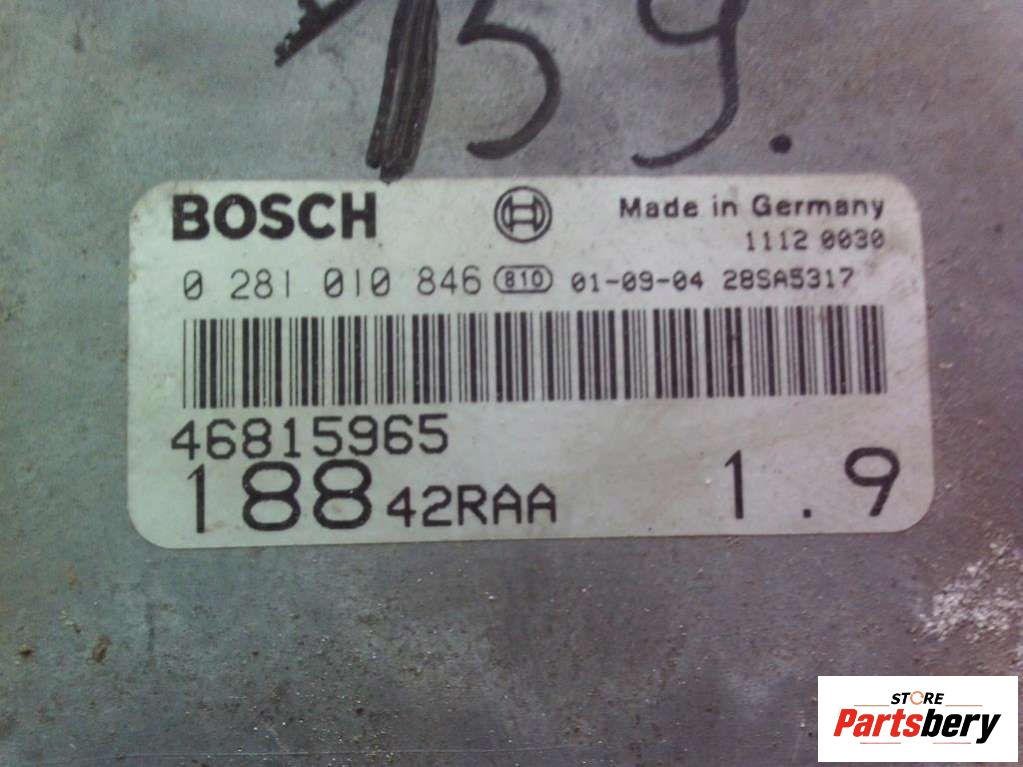 159.
BOSCH Made in Germany
1112 0030
0 281 010 846 810 01-09-04 28SA5317
46815965
188 42RAA 1.9
STORE
Partsbery